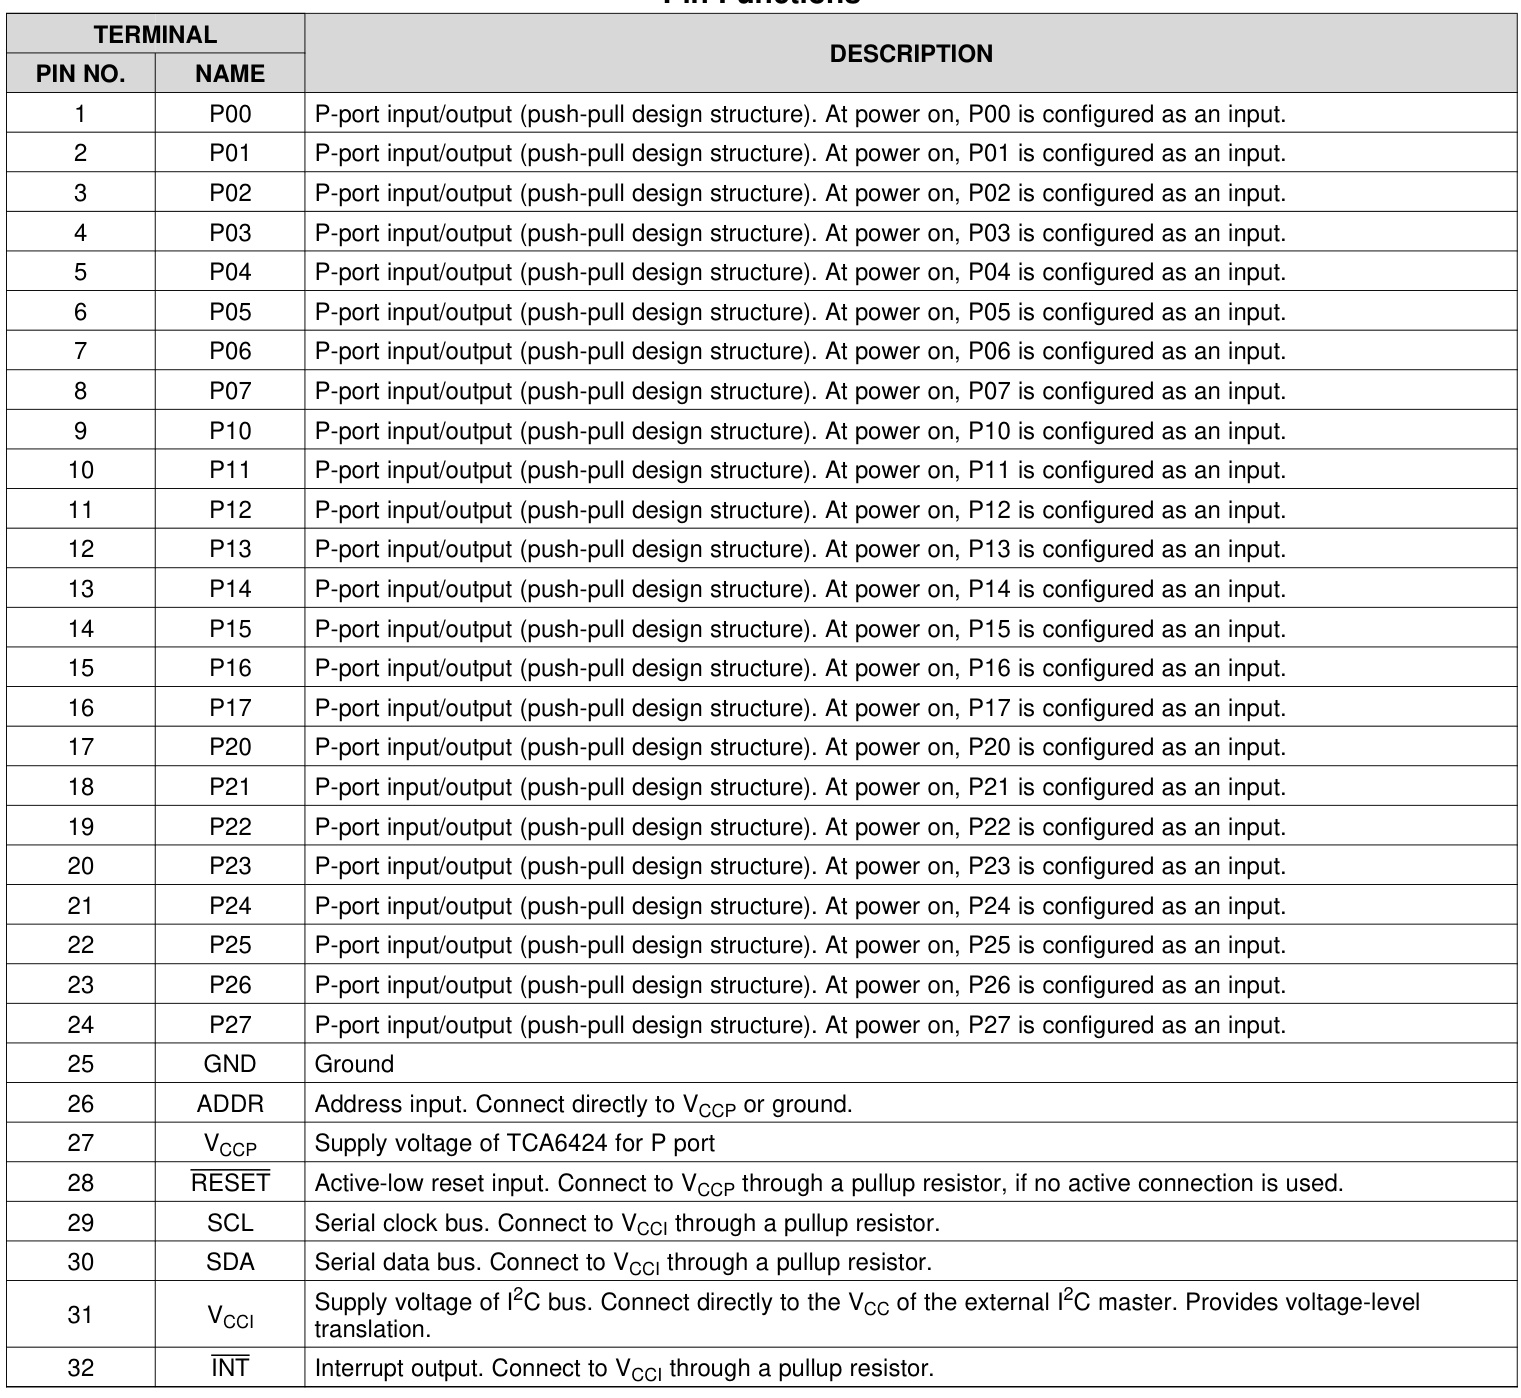 Pin Functions
TERMINAL
DESCRIPTION
PIN NO. NAME
1 P00 P-port input/output (push-pull design structure). At power on, P00 is configured as an input.
2 P01 P-port input/output (push-pull design structure). At power on, P01 is configured as an input.
3 P02 P-port input/output (push-pull design structure). At power on, P02 is configured as an input.
4 P03 P-port input/output (push-pull design structure). At power on, P03 is configured as an input.
5 P04 P-port input/output (push-pull design structure). At power on, P04 is configured as an input.
6 P05 P-port input/output (push-pull design structure). At power on, P05 is configured as an input.
7 P06 P-port input/output (push-pull design structure). At power on, P06 is configured as an input.
8 P07 P-port input/output (push-pull design structure). At power on, P07 is configured as an input.
9 P10 P-port input/output (push-pull design structure). At power on, P10 is configured as an input.
10 P11 P-port input/output (push-pull design structure). At power on, P11 is configured as an input.
11 P12 P-port input/output (push-pull design structure). At power on, P12 is configured as an input.
12 P13 P-port input/output (push-pull design structure). At power on, P13 is configured as an input.
13 P14 P-port input/output (push-pull design structure). At power on, P14 is configured as an input.
14 P15 P-port input/output (push-pull design structure). At power on, P15 is configured as an input.
15 P16 P-port input/output (push-pull design structure). At power on, P16 is configured as an input.
16 P17 P-port input/output (push-pull design structure). At power on, P17 is configured as an input.
17 P20 P-port input/output (push-pull design structure). At power on, P20 is configured as an input.
18 P21 P-port input/output (push-pull design structure). At power on, P21 is configured as an input.
19 P22 P-port input/output (push-pull design structure). At power on, P22 is configured as an input.
20 P23 P-port input/output (push-pull design structure). At power on, P23 is configured as an input.
21 P24 P-port input/output (push-pull design structure). At power on, P24 is configured as an input.
22 P25 P-port input/output (push-pull design structure). At power on, P25 is configured as an input.
23 P26 P-port input/output (push-pull design structure). At power on, P26 is configured as an input.
24 P27 P-port input/output (push-pull design structure). At power on, P27 is configured as an input.
25 GND Ground
26 ADDR Address input. Connect directly to VCCP or ground.
27 VCCP Supply voltage of TCA6424 for P port
28 RESET Active-low reset input. Connect to VCCP through a pullup resistor, if no active connection is used.
29 SCL Serial clock bus. Connect to VCCI through a pullup resistor.
30 SDA Serial data bus. Connect to VCCI through a pullup resistor.
31 VCCI Supply voltage of I²C bus. Connect directly to the VCC of the external I²C master. Provides voltage-level
translation.
32 INT Interrupt output. Connect to VCCI through a pullup resistor.